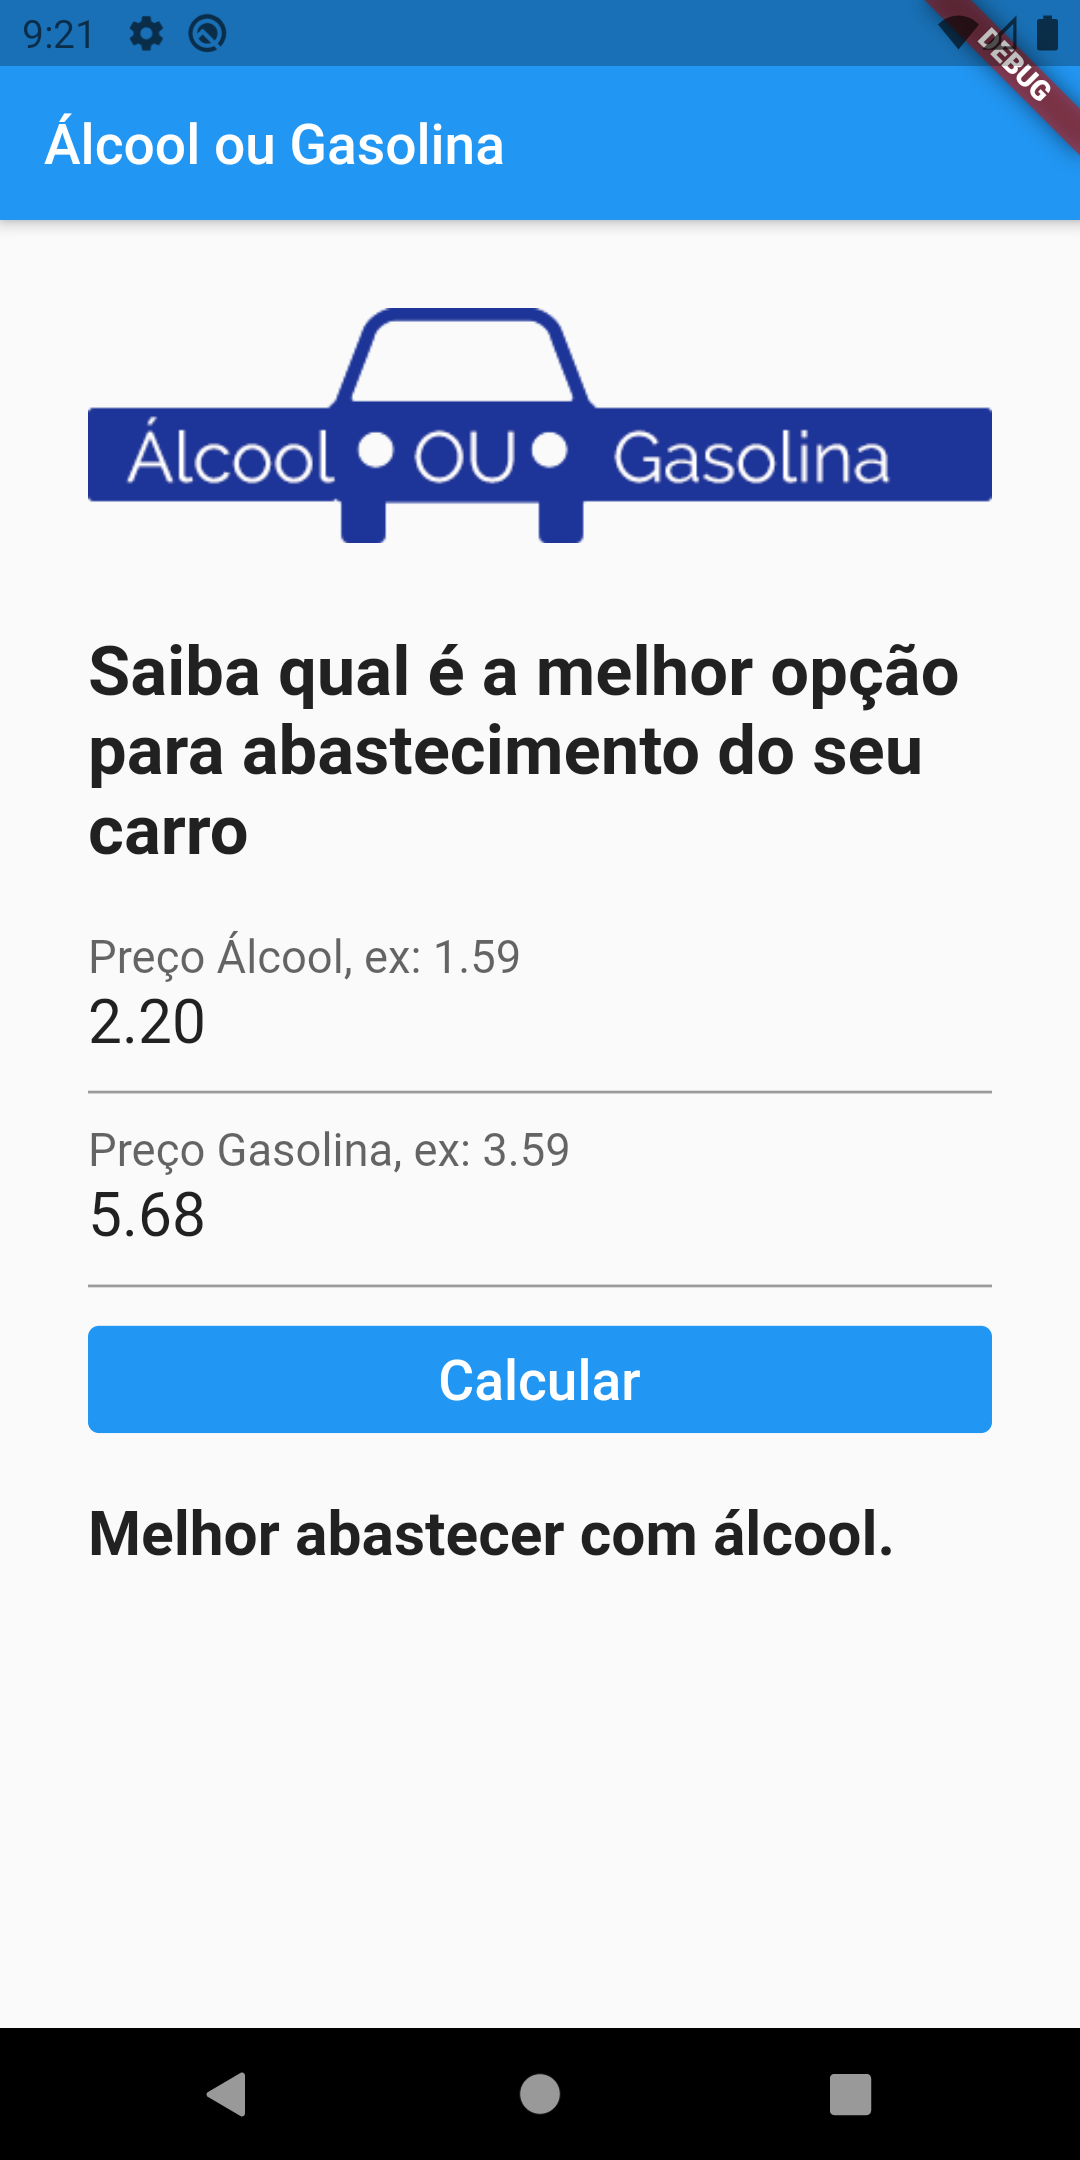 9:21
DEBUG
Álcool ou Gasolina
Álcool OU Gasolina
Saiba qual é a melhor opção
para abastecimento do seu
carro
Preço Álcool, ex: 1.59
2.20
Preço Gasolina, ex: 3.59
5.68
Calcular
Melhor abastecer com álcool.